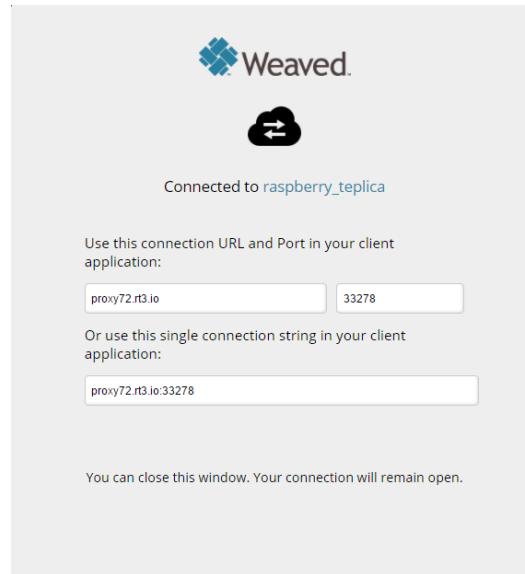 Weaved.
Connected to raspberry_teplica
Use this connection URL and Port in your client
application:
proxy72.rt3.io 33278
Or use this single connection string in your client
application:
proxy72.rt3.io:33278
You can close this window. Your connection will remain open.